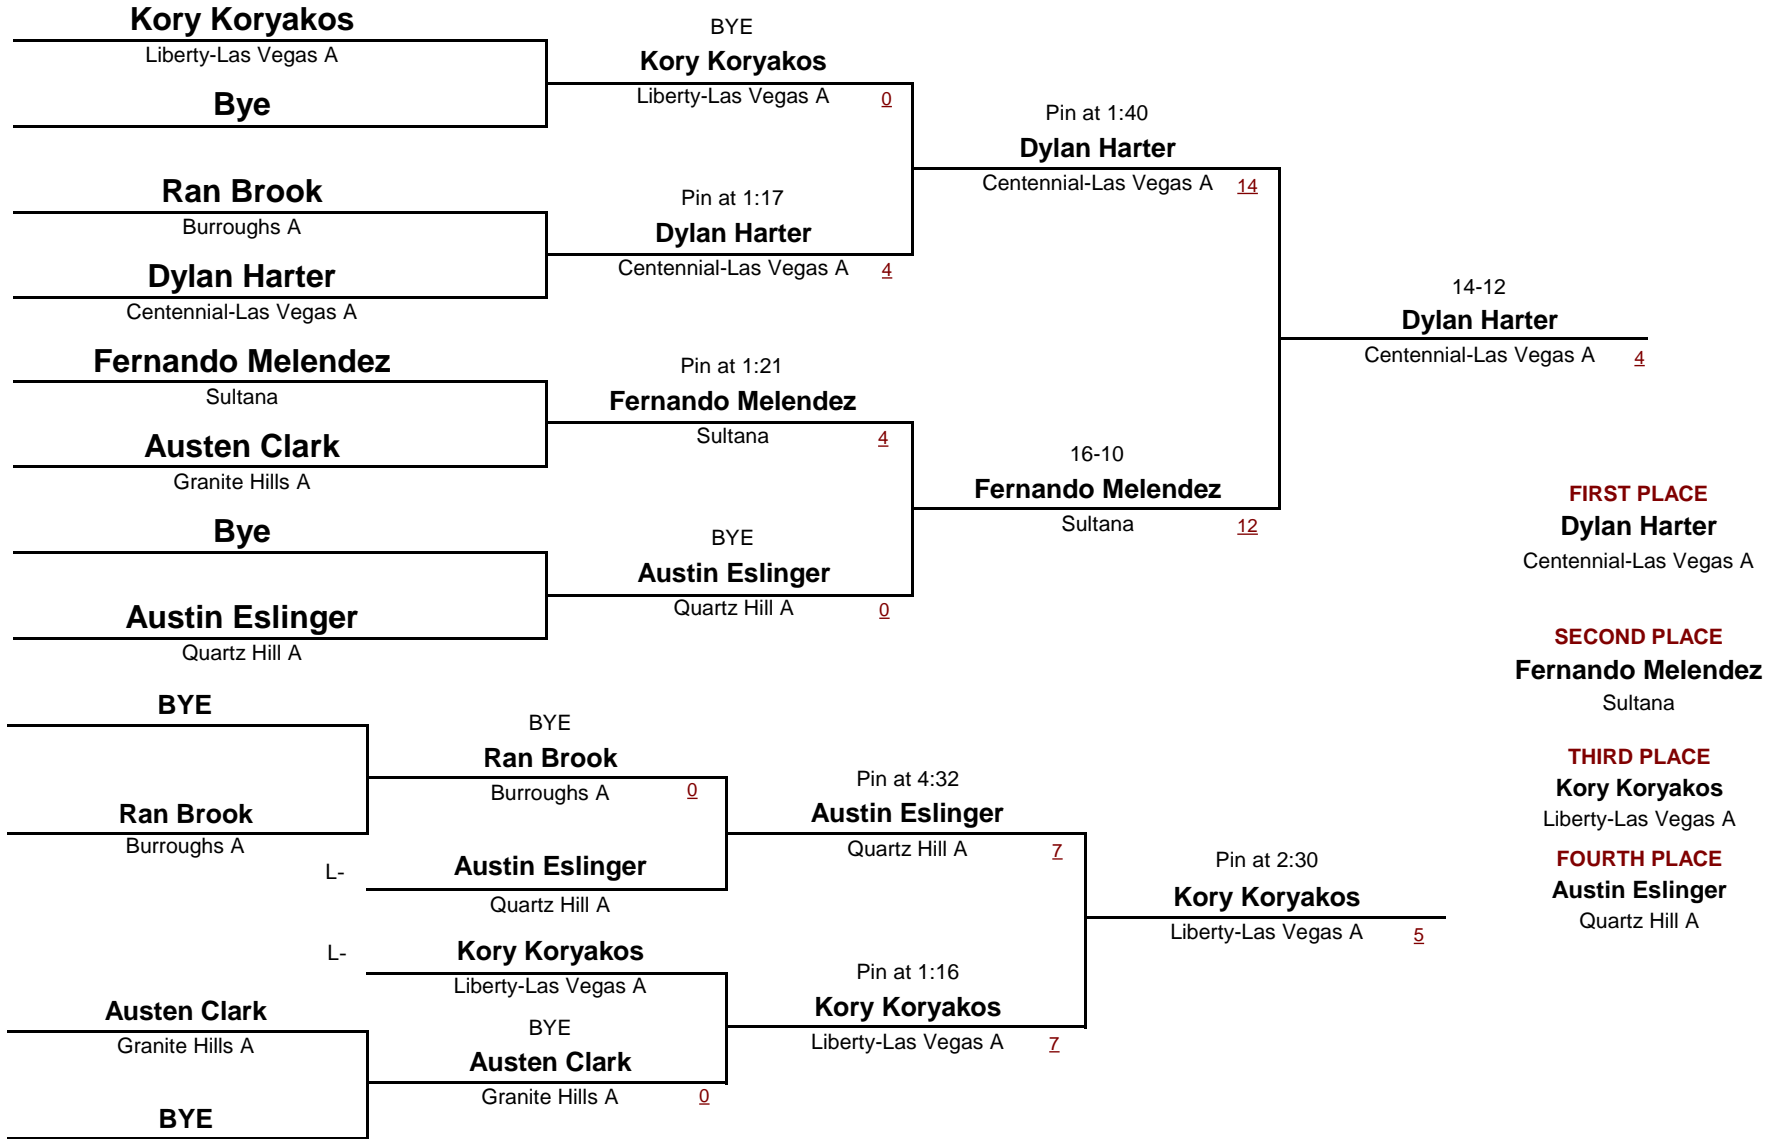 Kory Koryakos
Liberty-Las Vegas A
Bye
Ran Brook
Burroughs A
Dylan Harter
Centennial-Las Vegas A
Fernando Melendez
Sultana
Austen Clark
Granite Hills A
Bye
Austin Eslinger
Quartz Hill A
BYE
Kory Koryakos
Liberty-Las Vegas A 0
Pin at 1:17
Dylan Harter
Centennial-Las Vegas A 4
Pin at 1:21
Fernando Melendez
Sultana 4
BYE
Austin Eslinger
Quartz Hill A 0
Pin at 1:40
Dylan Harter
Centennial-Las Vegas A 14
16-10
Fernando Melendez
Sultana 12
14-12
Dylan Harter
Centennial-Las Vegas A 4
BYE
Ran Brook
Burroughs A
Austen Clark
Granite Hills A
BYE
BYE
Ran Brook
Burroughs A 0
L- Austin Eslinger
Quartz Hill A
L- Kory Koryakos
Liberty-Las Vegas A
BYE
Austen Clark
Granite Hills A 0
Pin at 4:32
Austin Eslinger
Quartz Hill A 7
Pin at 1:16
Kory Koryakos
Liberty-Las Vegas A 7
Pin at 2:30
Kory Koryakos
Liberty-Las Vegas A 5
FIRST PLACE
Dylan Harter
Centennial-Las Vegas A
SECOND PLACE
Fernando Melendez
Sultana
THIRD PLACE
Kory Koryakos
Liberty-Las Vegas A
FOURTH PLACE
Austin Eslinger
Quartz Hill A